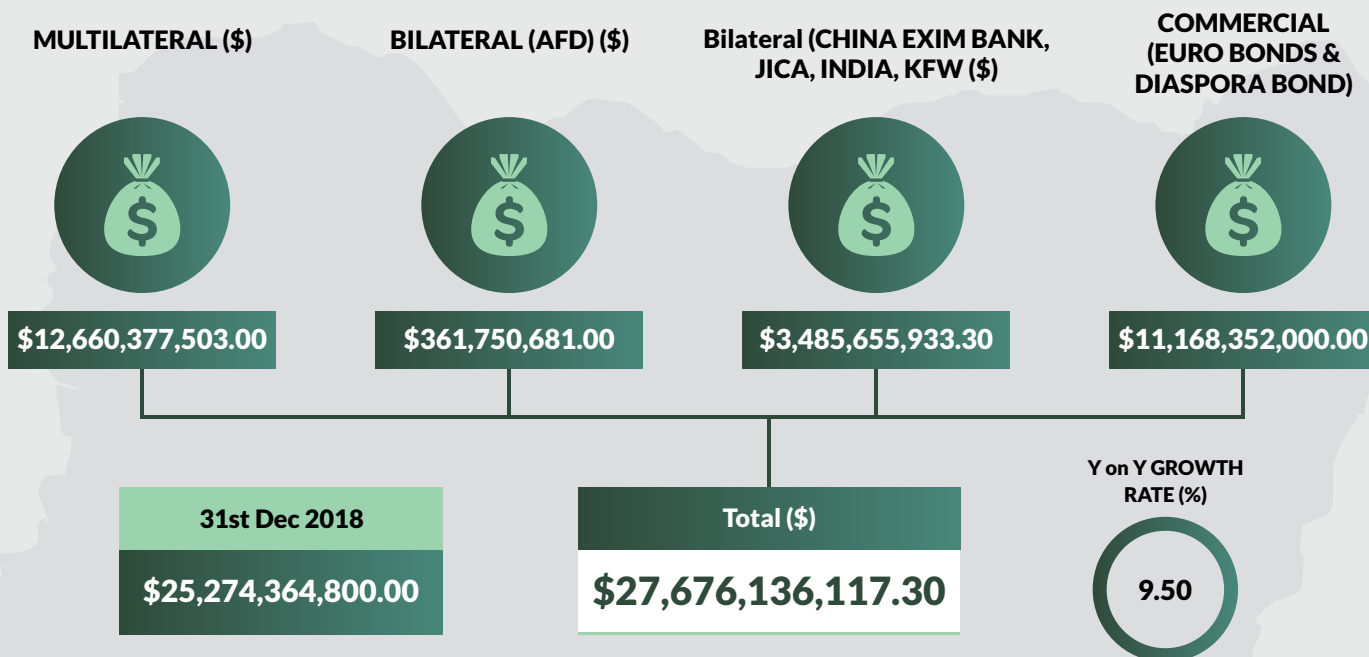 MULTILATERAL ($)
BILATERAL (AFD) ($)
Bilateral (CHINA EXIM BANK,
JICA, INDIA, KFW ($)
COMMERCIAL
(EURO BONDS &
DIASPORA BOND)
$
$
$
$
$12,660,377,503.00
$361,750,681.00
$3,485,655,933.30
$11,168,352,000.00
31st Dec 2018
$25,274,364,800.00
Total ($)
$27,676,136,117.30
Y on Y GROWTH
RATE (%)
9.50